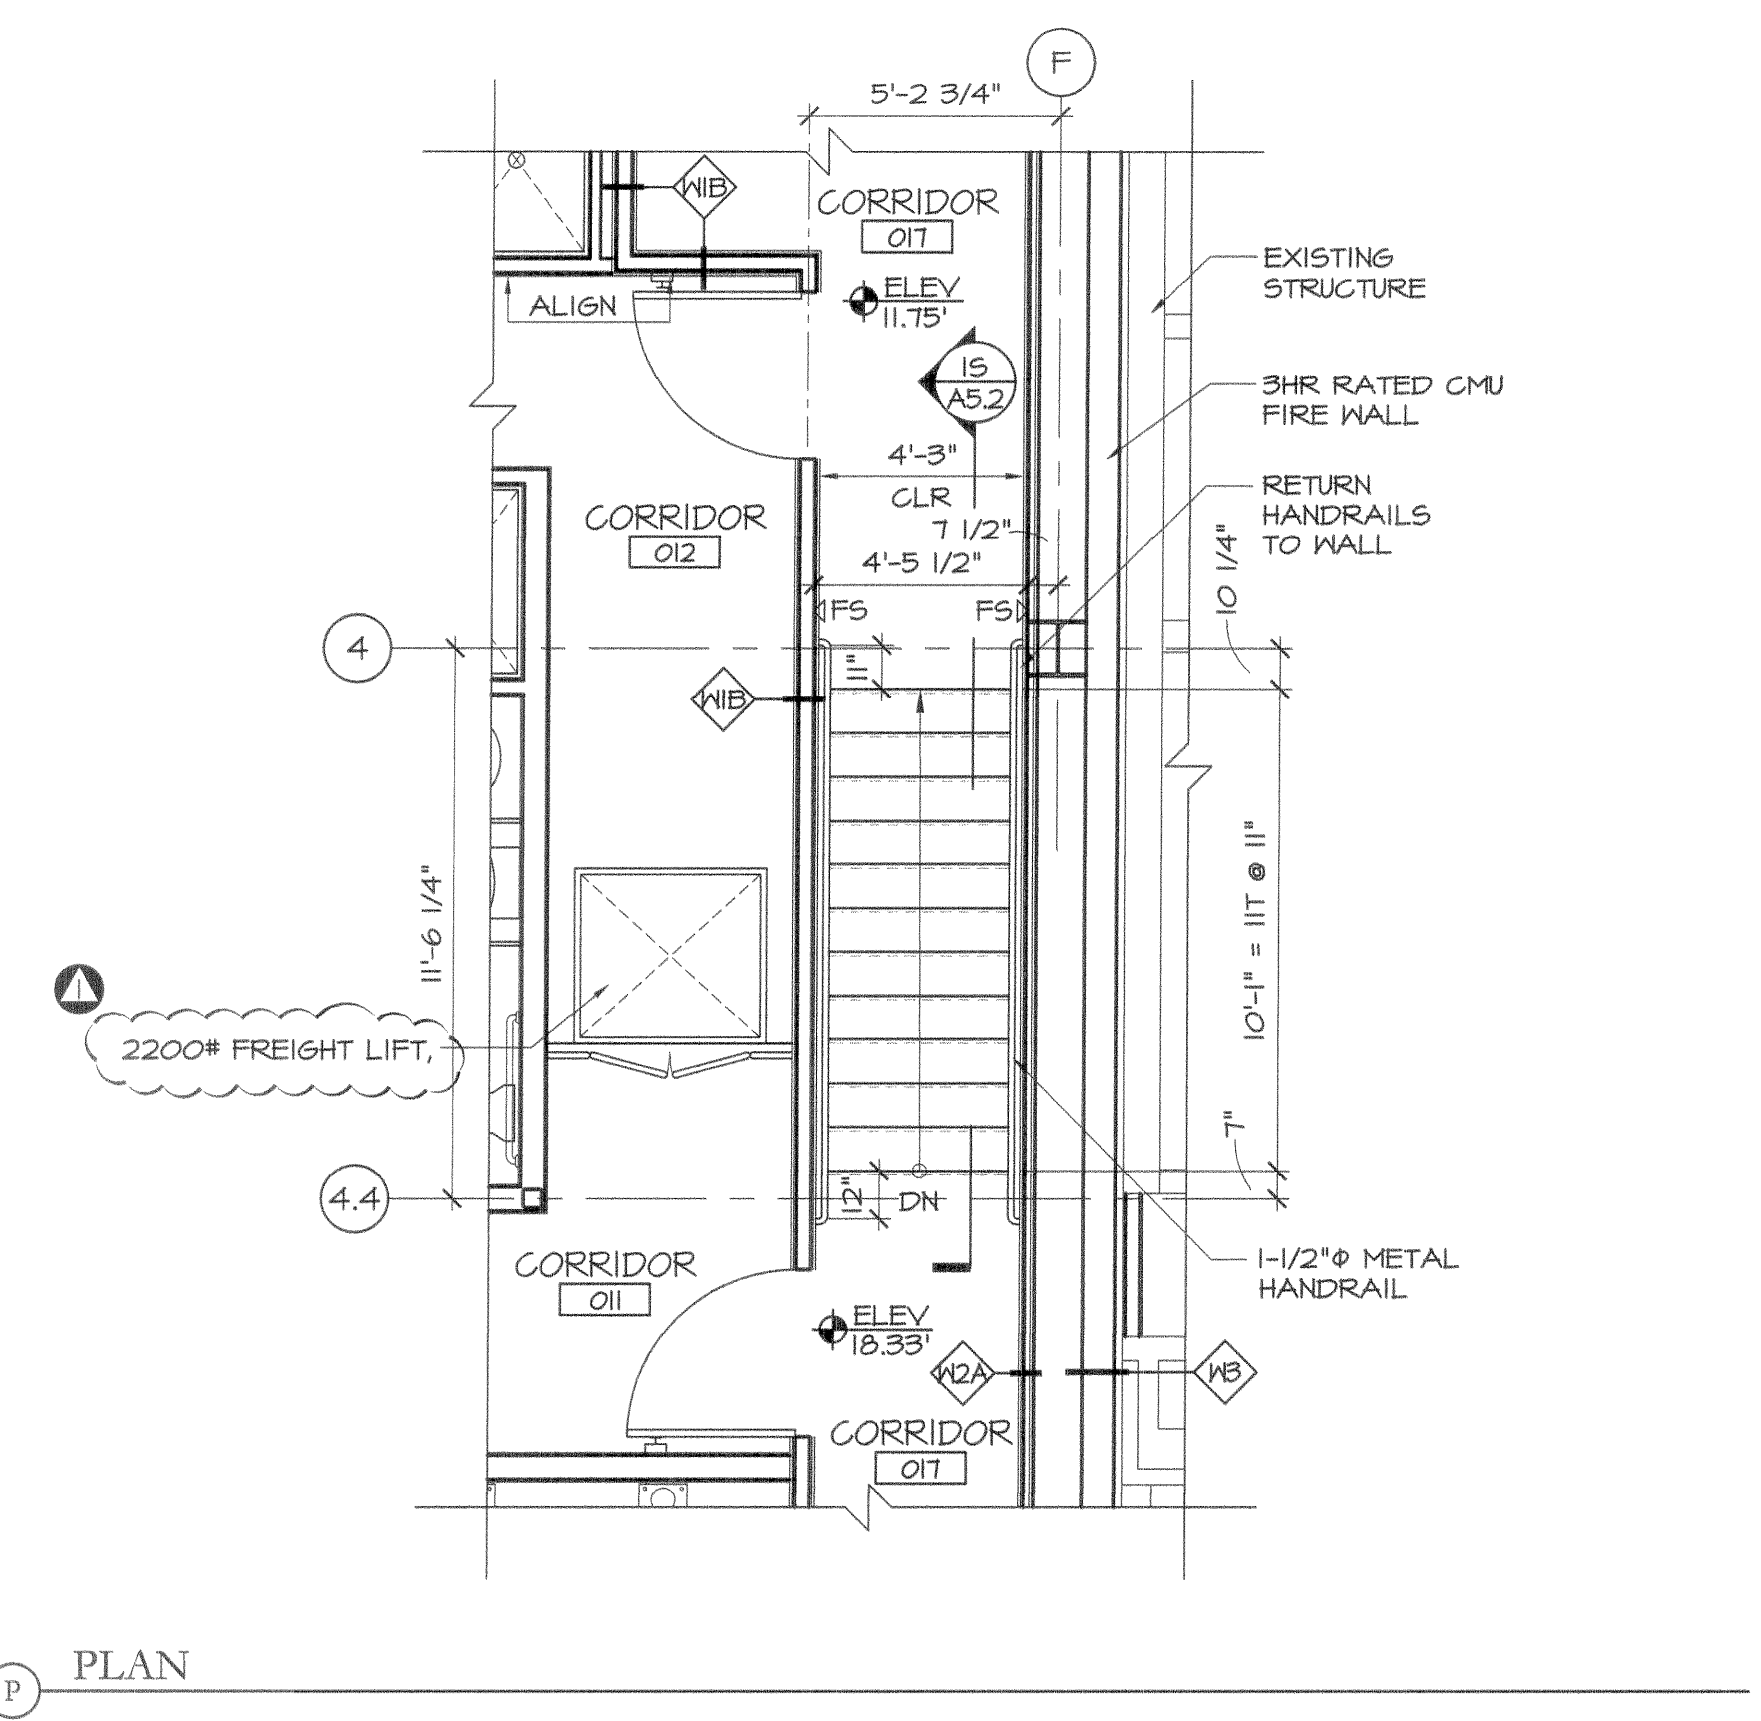 F
5'-2 3/4"
W1B
CORRIDOR
017
ELEV
11.75'
ALIGN
EXISTING
STRUCTURE
1S
A5.2
3HR RATED CMU
FIRE WALL
4'-3"
CLR
RETURN
HANDRAILS
TO WALL
CORRIDOR
012
7 1/2"
4'-5 1/2"
10 1/4"
FS
FS
4
11"
W1B
11'-6 1/4"
10'-1" = 11T @ 11"
1
2200# FREIGHT LIFT,
7"
4.4
12"
DN
CORRIDOR
011
1-1/2"Φ METAL
HANDRAIL
ELEV
18.33'
W2A
W3
CORRIDOR
017
PLAN
P